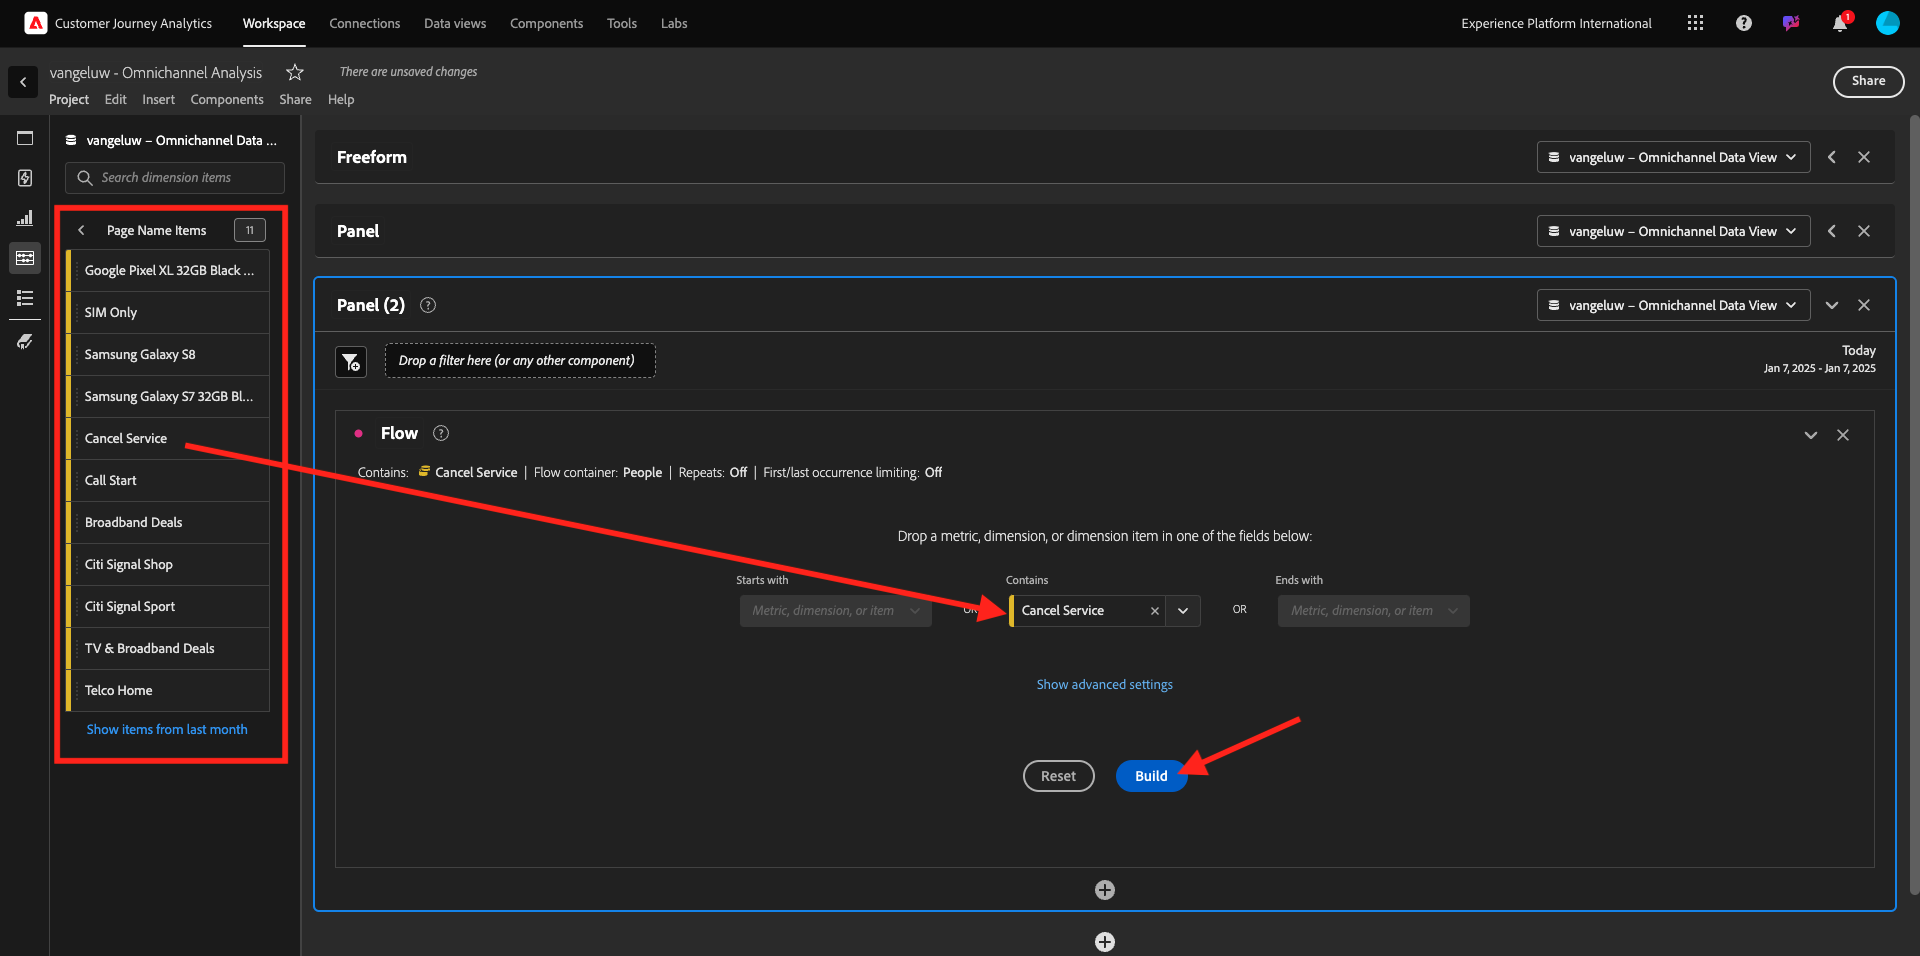 Customer Journey Analytics
Workspace
Connections
Data views
Components
Tools
Labs
Experience Platform International
1
vangeluw - Omnichannel Analysis
There are unsaved changes
Share
Project
Edit
Insert
Components
Share
Help
vangeluw – Omnichannel Data ...
Search dimension items
Page Name Items
11
Google Pixel XL 32GB Black ...
SIM Only
Samsung Galaxy S8
Samsung Galaxy S7 32GB Bl...
Cancel Service
Call Start
Broadband Deals
Citi Signal Shop
Citi Signal Sport
TV & Broadband Deals
Telco Home
Show items from last month
Freeform
vangeluw – Omnichannel Data View
Panel
vangeluw – Omnichannel Data View
Panel (2)
vangeluw – Omnichannel Data View
Drop a filter here (or any other component)
Today
Jan 7, 2025 - Jan 7, 2025
Flow
Contains: Cancel Service | Flow container: People | Repeats: Off | First/last occurrence limiting: Off
Drop a metric, dimension, or dimension item in one of the fields below:
Starts with
Contains
Ends with
Metric, dimension, or item
OR
Cancel Service
OR
Metric, dimension, or item
Show advanced settings
Reset
Build